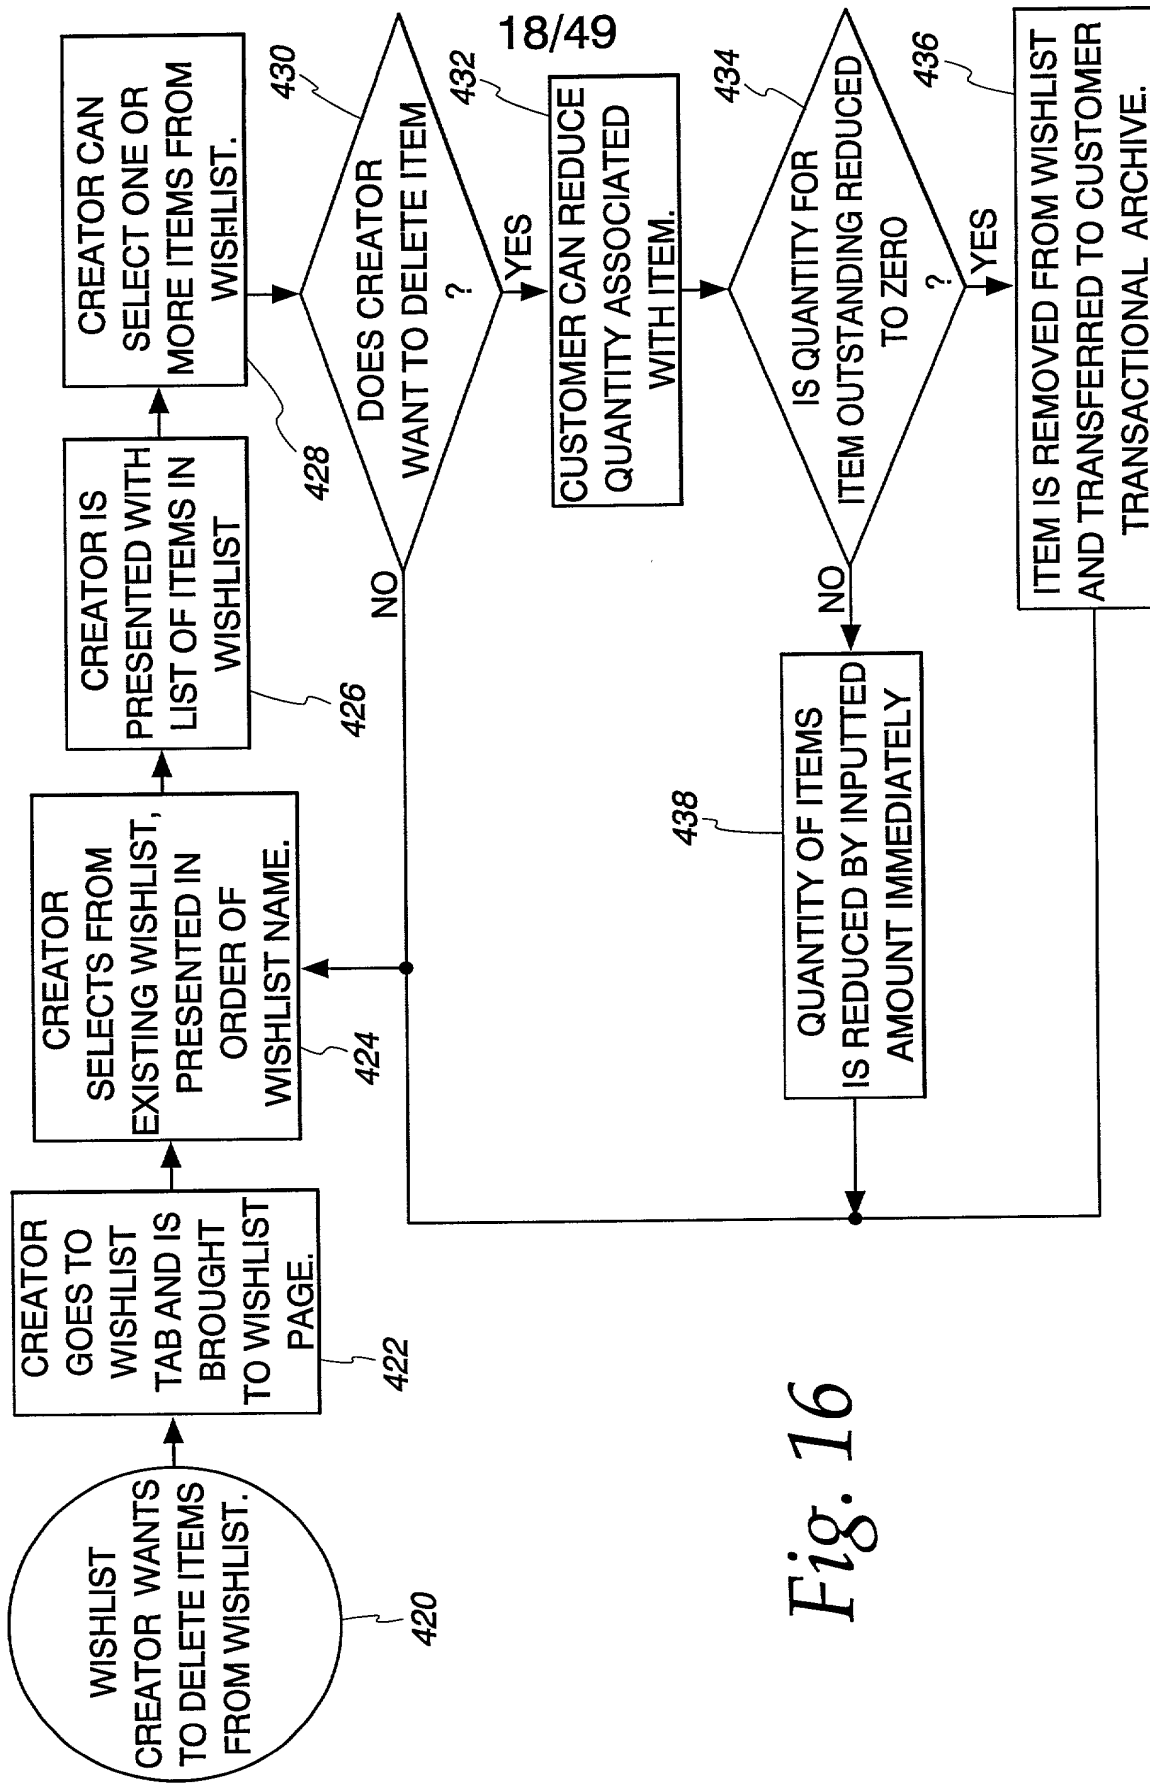 18/49
WISHLIST
CREATOR WANTS
TO DELETE ITEMS
FROM WISHLIST.
420
CREATOR
GOES TO
WISHLIST
TAB AND IS
BROUGHT
TO WISHLIST
PAGE.
422
CREATOR
SELECTS FROM
EXISTING WISHLIST,
PRESENTED IN
ORDER OF
WISHLIST NAME.
424
CREATOR IS
PRESENTED WITH
LIST OF ITEMS IN
WISHLIST
426
CREATOR CAN
SELECT ONE OR
MORE ITEMS FROM
WISHLIST.
428
DOES CREATOR
WANT TO DELETE ITEM
?
430
NO
YES
CUSTOMER CAN REDUCE
QUANTITY ASSOCIATED
WITH ITEM.
432
IS QUANTITY FOR
ITEM OUTSTANDING REDUCED
TO ZERO
?
434
NO
YES
QUANTITY OF ITEMS
IS REDUCED BY INPUTTED
AMOUNT IMMEDIATELY
438
ITEM IS REMOVED FROM WISHLIST
AND TRANSFERRED TO CUSTOMER
TRANSACTIONAL ARCHIVE.
436
Fig. 16